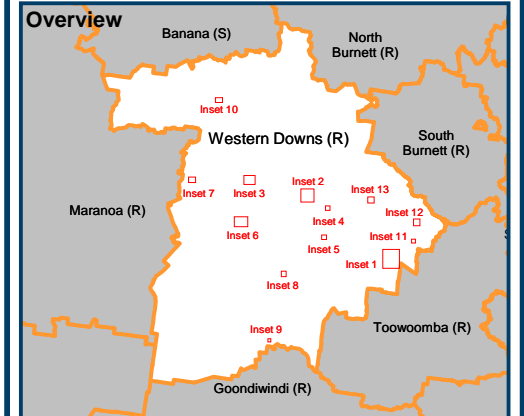 Overview
Banana (S)
North
Burnett (R)
Inset 10
Western Downs (R)
South
Burnett (R)
Inset 7
Inset 3
Inset 2
Inset 13
Maranoa (R)
Inset 4
Inset 12
Inset 6
Inset 5
Inset 11
Inset 1
Inset 8
Inset 9
Toowoomba (R)
Goondiwindi (R)